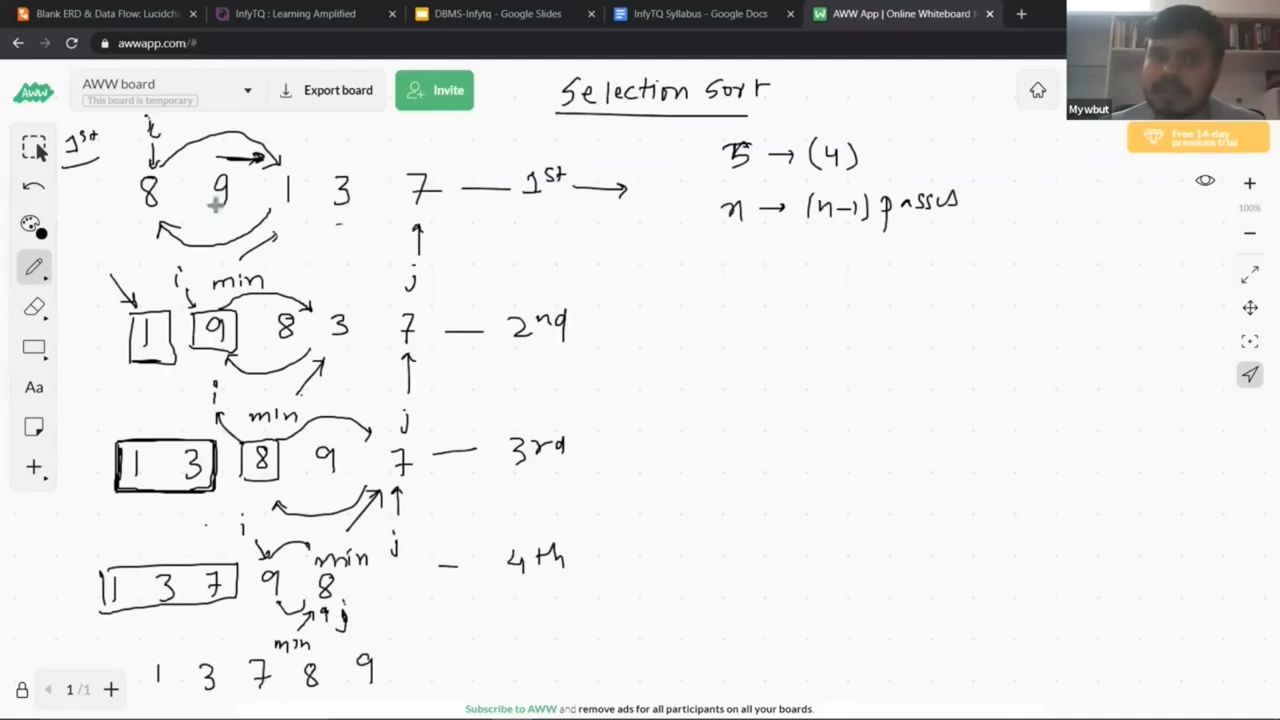 Blank ERD & Data Flow: Lucidcha
InfyTQ : Learning Amplified
DBMS-Infytq - Google Slides
InfyTQ Syllabus - Google Docs
AWW App | Online Whiteboard
awwapp.com/#
AWW
AWW board
This board is temporary
Export board
Invite
Mywbut
Free 14-day
premium trial
100%
Aa
Selection Sort
5 → (4)
n → (n-1) passes
1st
i
8 9 1 3 7 — 1st →
i min j
1 9 8 3 7 — 2nd
i min j
1 3 8 9 7 — 3rd
i min j
1 3 7 9 8 — 4th
j
min
1 3 7 8 9
1/1
Subscribe to AWW and remove ads for all participants on all your boards.